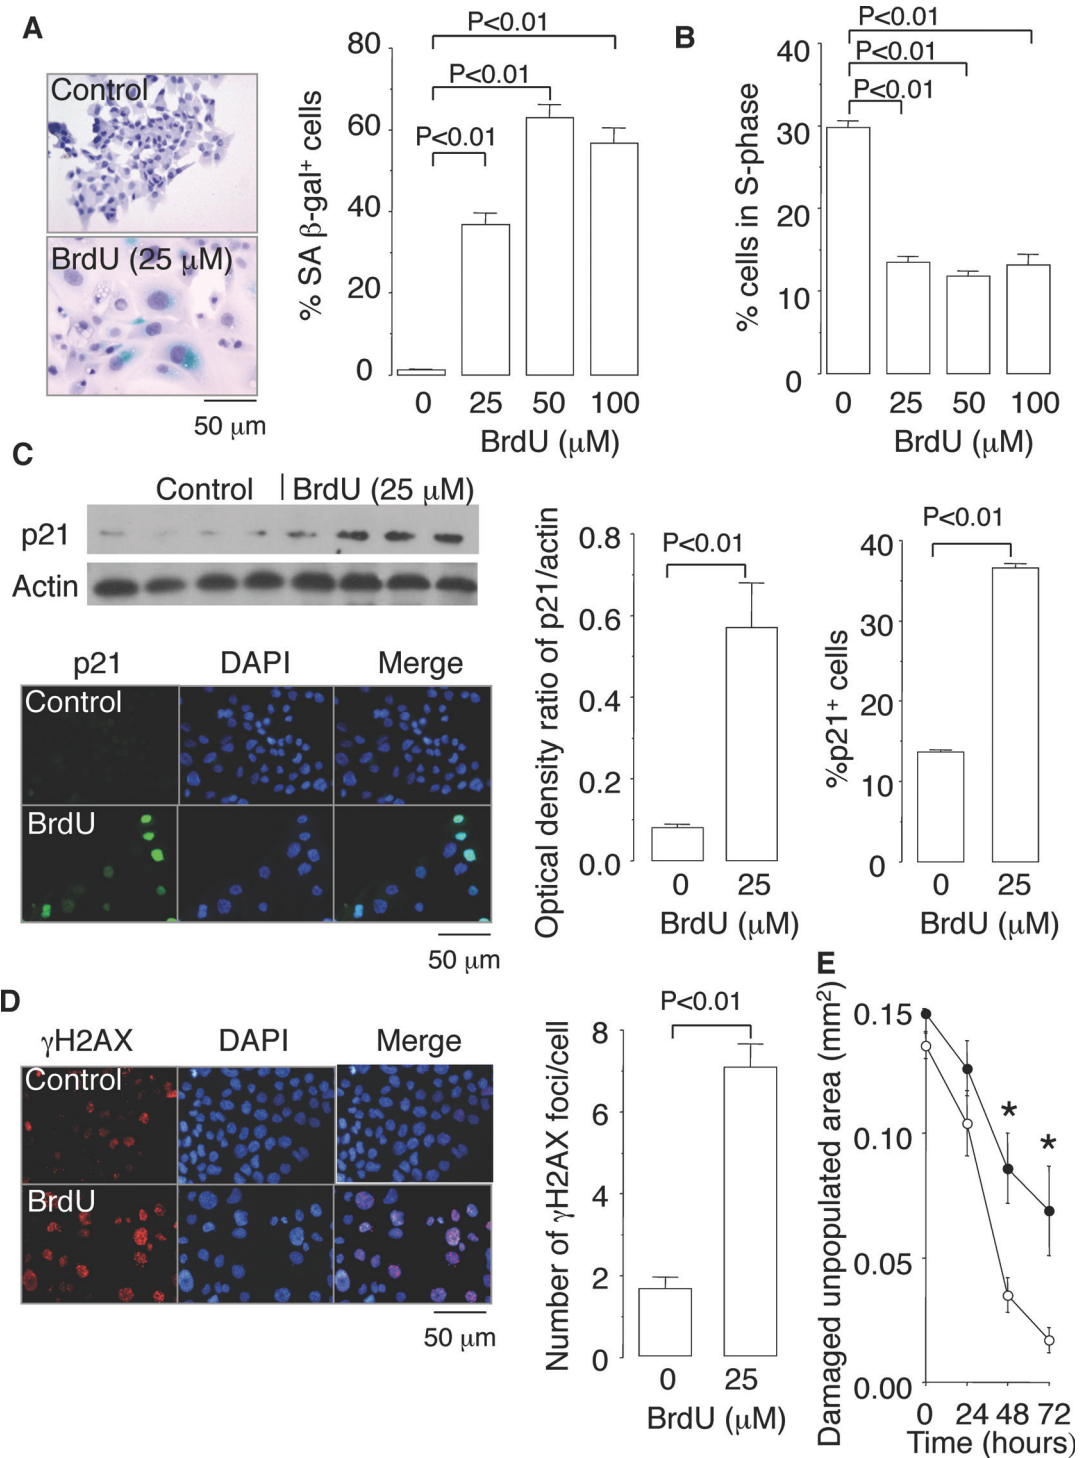 A
Control
BrdU (25 μM)
50 μm
% SA β-gal⁺ cells
80
60
40
20
0
P<0.01
P<0.01
P<0.01
0 25 50 100
BrdU (μM)
B
% cells in S-phase
40
30
20
10
0
P<0.01
P<0.01
P<0.01
0 25 50 100
BrdU (μM)
C
Control | BrdU (25 μM)
p21
Actin
p21 DAPI Merge
Control
BrdU
50 μm
Optical density ratio of p21/actin
0.8
0.6
0.4
0.2
0.0
P<0.01
0 25
BrdU (μM)
%p21⁺ cells
40
30
20
10
0
P<0.01
0 25
BrdU (μM)
D
γH2AX DAPI Merge
Control
BrdU
50 μm
Number of γH2AX foci/cell
8
6
4
2
0
P<0.01
0 25
BrdU (μM)
E
Damaged unpopulated area (mm²)
0.15
0.10
0.05
0.00
*
*
0 24 48 72
Time (hours)